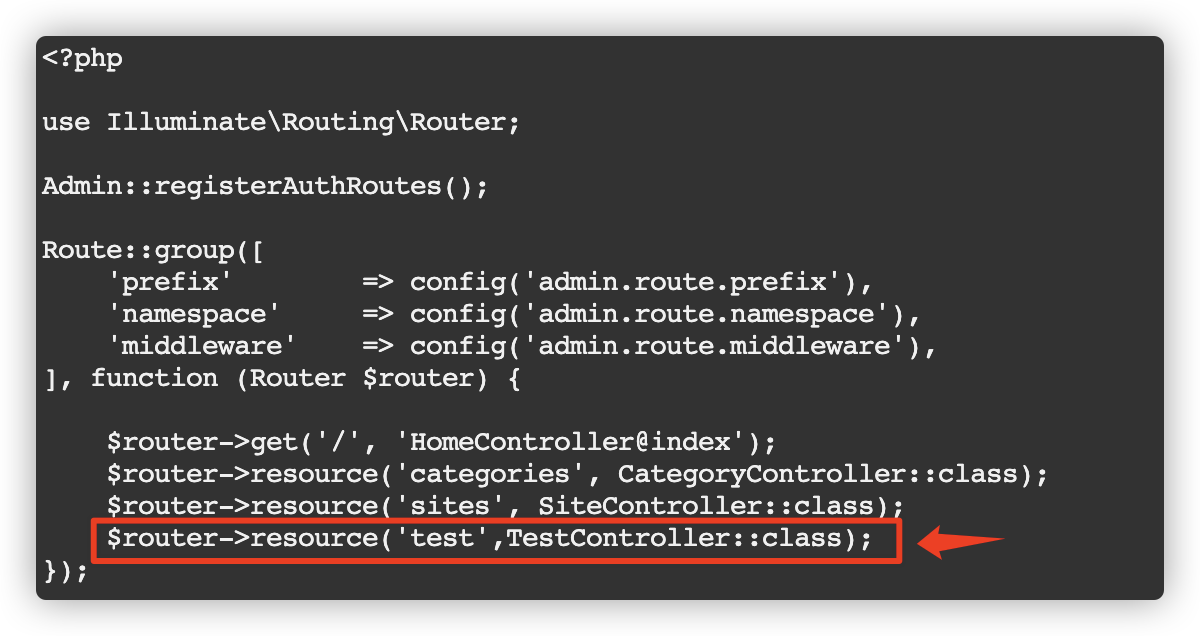 <?php
use Illuminate\Routing\Router;
Admin::registerAuthRoutes();
Route::group([
    'prefix'        => config('admin.route.prefix'),
    'namespace'     => config('admin.route.namespace'),
    'middleware'    => config('admin.route.middleware'),
], function (Router $router) {
    $router->get('/', 'HomeController@index');
    $router->resource('categories', CategoryController::class);
    $router->resource('sites', SiteController::class);
    $router->resource('test',TestController::class);
});